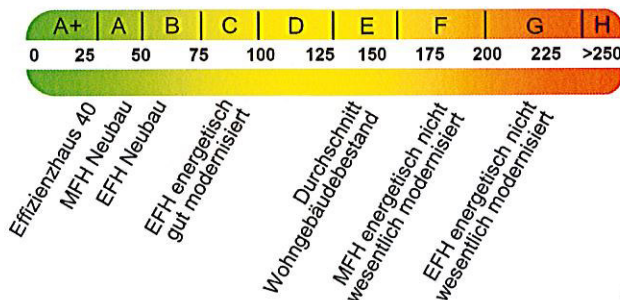 A+ A B C D E F G H
0 25 50 75 100 125 150 175 200 225 >250
Effizienzhaus 40
MFH Neubau
EFH Neubau
EFH energetisch
gut modernisiert
Durchschnitt
Wohngebäudebestand
MFH energetisch nicht
wesentlich modernisiert
EFH energetisch nicht
wesentlich modernisiert